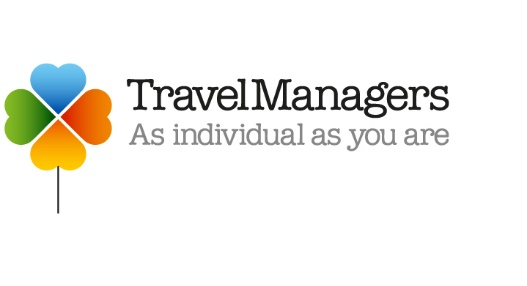 TravelManagers
As individual as you are